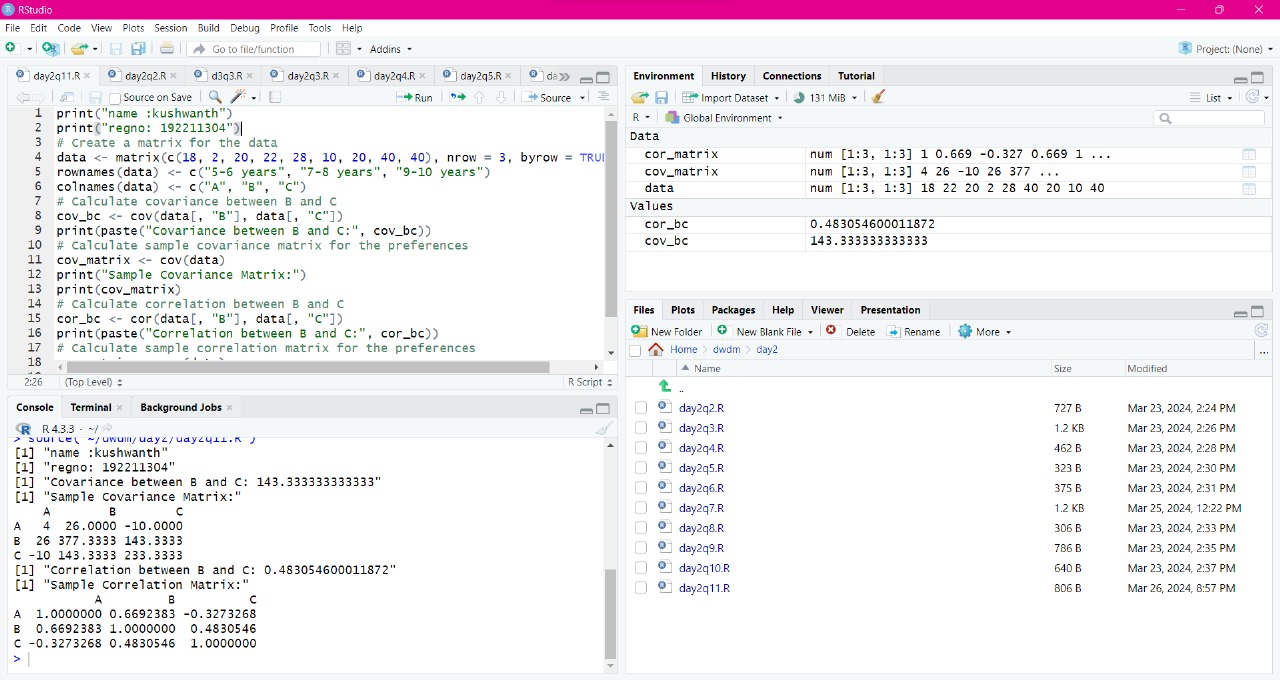 RStudio
File Edit Code View Plots Session Build Debug Profile Tools Help
Go to file/function Addins Project: (None)
day2q11.R day2q2.R d3q3.R day2q3.R day2q4.R day2q5.R da
Source on Save Run Source
1 print("name :kushwanth")
2 print("regno: 192211304")
3 # Create a matrix for the data
4 data <- matrix(c(18, 2, 20, 22, 28, 10, 20, 40, 40), nrow = 3, byrow = TRUE
5 rownames(data) <- c("5-6 years", "7-8 years", "9-10 years")
6 colnames(data) <- c("A", "B", "C")
7 # Calculate covariance between B and C
8 cov_bc <- cov(data[, "B"], data[, "C"])
9 print(paste("Covariance between B and C:", cov_bc))
10 # Calculate sample covariance matrix for the preferences
11 cov_matrix <- cov(data)
12 print("Sample Covariance Matrix:")
13 print(cov_matrix)
14 # Calculate correlation between B and C
15 cor_bc <- cor(data[, "B"], data[, "C"])
16 print(paste("Correlation between B and C:", cor_bc))
17 # Calculate sample correlation matrix for the preferences
18
2:26 (Top Level) R Script
Console Terminal Background Jobs
R 4.3.3 · ~/
> source("~/dwdm/day2/day2q11.R")
[1] "name :kushwanth"
[1] "regno: 192211304"
[1] "Covariance between B and C: 143.333333333333"
[1] "Sample Covariance Matrix:"
A B C
A 4 26.0000 -10.0000
B 26 377.3333 143.3333
C -10 143.3333 233.3333
[1] "Correlation between B and C: 0.483054600011872"
[1] "Sample Correlation Matrix:"
A B C
A 1.0000000 0.6692383 -0.3273268
B 0.6692383 1.0000000 0.4830546
C -0.3273268 0.4830546 1.0000000
>
Environment History Connections Tutorial
Import Dataset 131 MiB List
R Global Environment
Data
cor_matrix num [1:3, 1:3] 1 0.669 -0.327 0.669 1 ...
cov_matrix num [1:3, 1:3] 4 26 -10 26 377 ...
data num [1:3, 1:3] 18 22 20 2 28 40 20 10 40
Values
cor_bc 0.483054600011872
cov_bc 143.333333333333
Files Plots Packages Help Viewer Presentation
New Folder New Blank File Delete Rename More
Home dwdm day2 ...
Name Size Modified
..
day2q2.R 727 B Mar 23, 2024, 2:24 PM
day2q3.R 1.2 KB Mar 23, 2024, 2:26 PM
day2q4.R 462 B Mar 23, 2024, 2:28 PM
day2q5.R 323 B Mar 23, 2024, 2:30 PM
day2q6.R 375 B Mar 23, 2024, 2:31 PM
day2q7.R 1.2 KB Mar 25, 2024, 12:22 PM
day2q8.R 306 B Mar 23, 2024, 2:33 PM
day2q9.R 786 B Mar 23, 2024, 2:35 PM
day2q10.R 640 B Mar 23, 2024, 2:37 PM
day2q11.R 806 B Mar 26, 2024, 8:57 PM